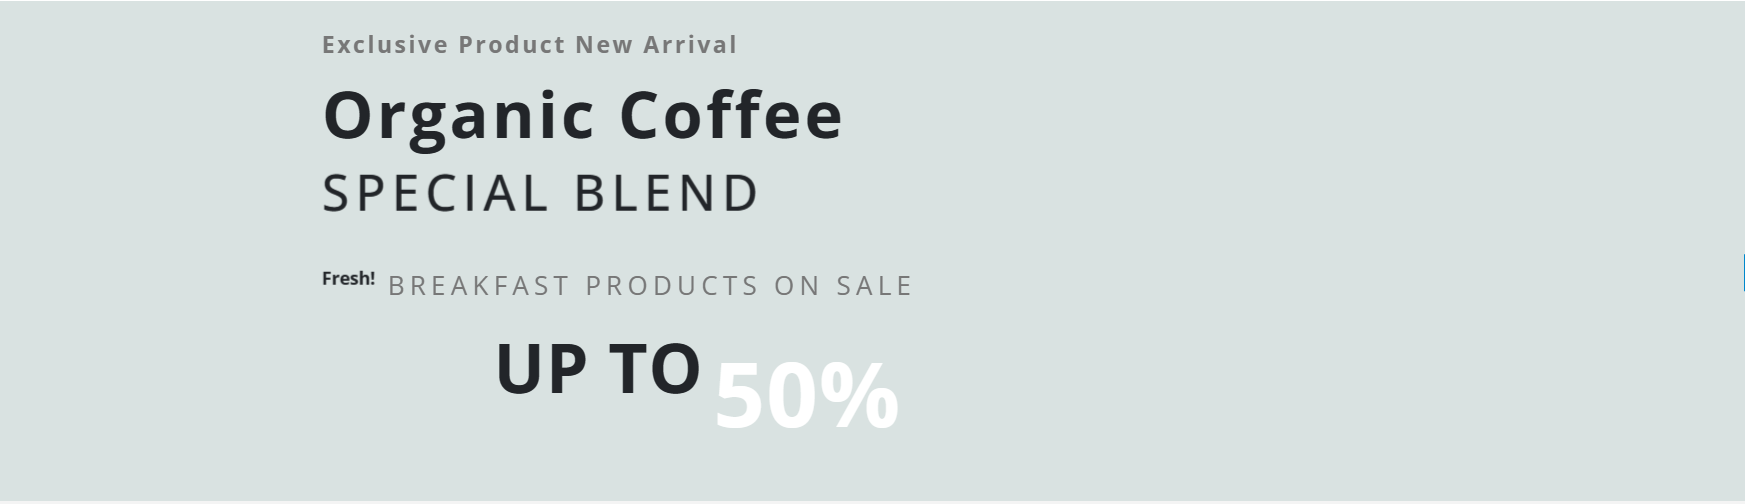 Exclusive Product New Arrival
Organic Coffee
SPECIAL BLEND
Fresh! BREAKFAST PRODUCTS ON SALE
UP TO 50%